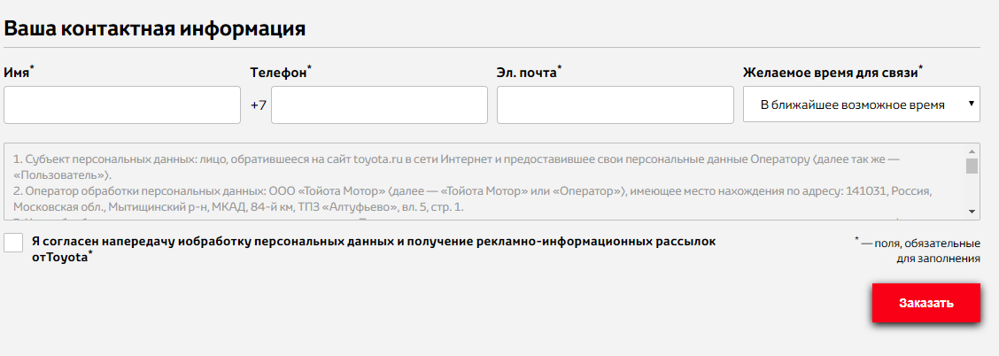 Ваша контактная информация
Имя* Телефон* Эл. почта* Желаемое время для связи*
+7 В ближайшее возможное время
1. Субъект персональных данных: лицо, обратившееся на сайт toyota.ru в сети Интернет и предоставившее свои персональные данные Оператору (далее так же —
«Пользователь»).
2. Оператор обработки персональных данных: ООО «Тойота Мотор» (далее — «Тойота Мотор» или «Оператор»), имеющее место нахождения по адресу: 141031, Россия,
Московская обл., Мытищинский р-н, МКАД, 84-й км, ТПЗ «Алтуфьево», вл. 5, стр. 1.
Я согласен напередачу иобработку персональных данных и получение рекламно-информационных рассылок
отToyota*
* — поля, обязательные
для заполнения
Заказать